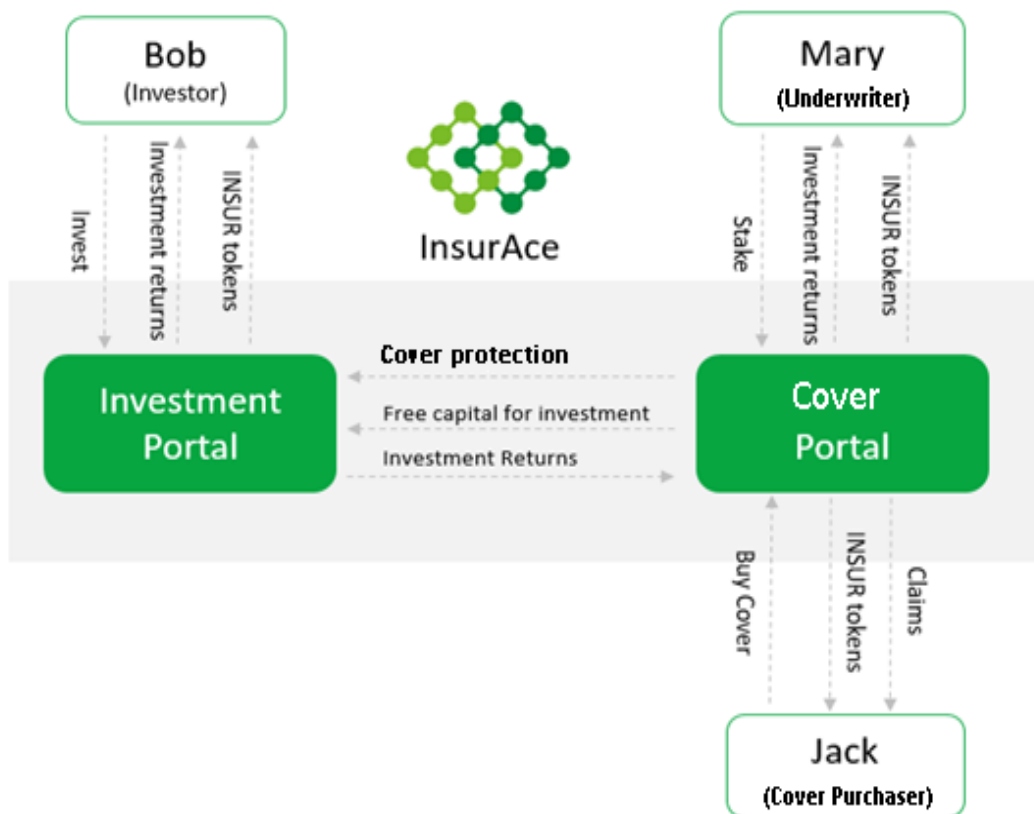 Bob
(Investor)
Mary
(Underwriter)
Invest
Investment returns
INSUR tokens
InsurAce
Stake
Investment returns
INSUR tokens
Investment
Portal
Cover protection
Free capital for investment
Investment Returns
Cover
Portal
Buy Cover
INSUR tokens
Claims
Jack
(Cover Purchaser)